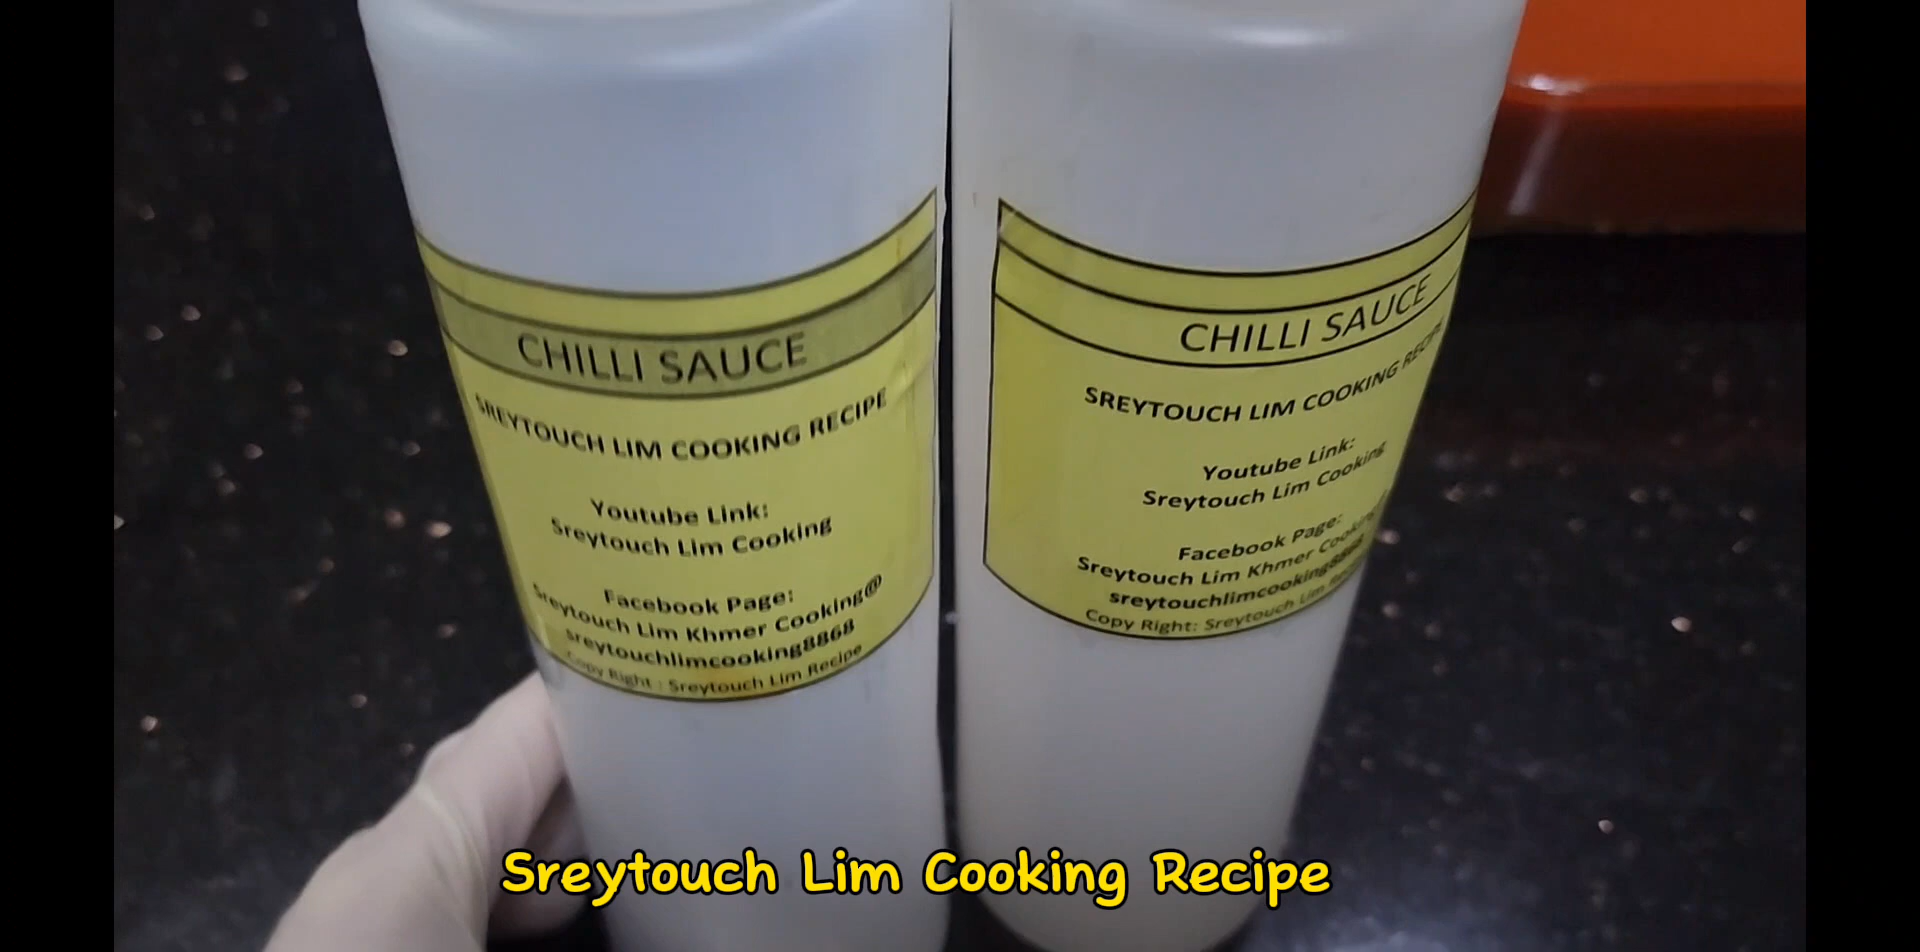 CHILLI SAUCE
SREYTOUCH LIM COOKING RECIPE
Youtube Link:
Sreytouch Lim Cooking
Facebook Page:
Sreytouch Lim Khmer Cooking@
sreytouchlimcooking8868
Copy Right : Sreytouch Lim Recipe
CHILLI SAUCE
SREYTOUCH LIM COOKING RECIPE
Youtube Link:
Sreytouch Lim Cooking
Facebook Page:
Sreytouch Lim Khmer Cooking
sreytouchlimcooking8868
Copy Right: Sreytouch Lim
Sreytouch Lim Cooking Recipe